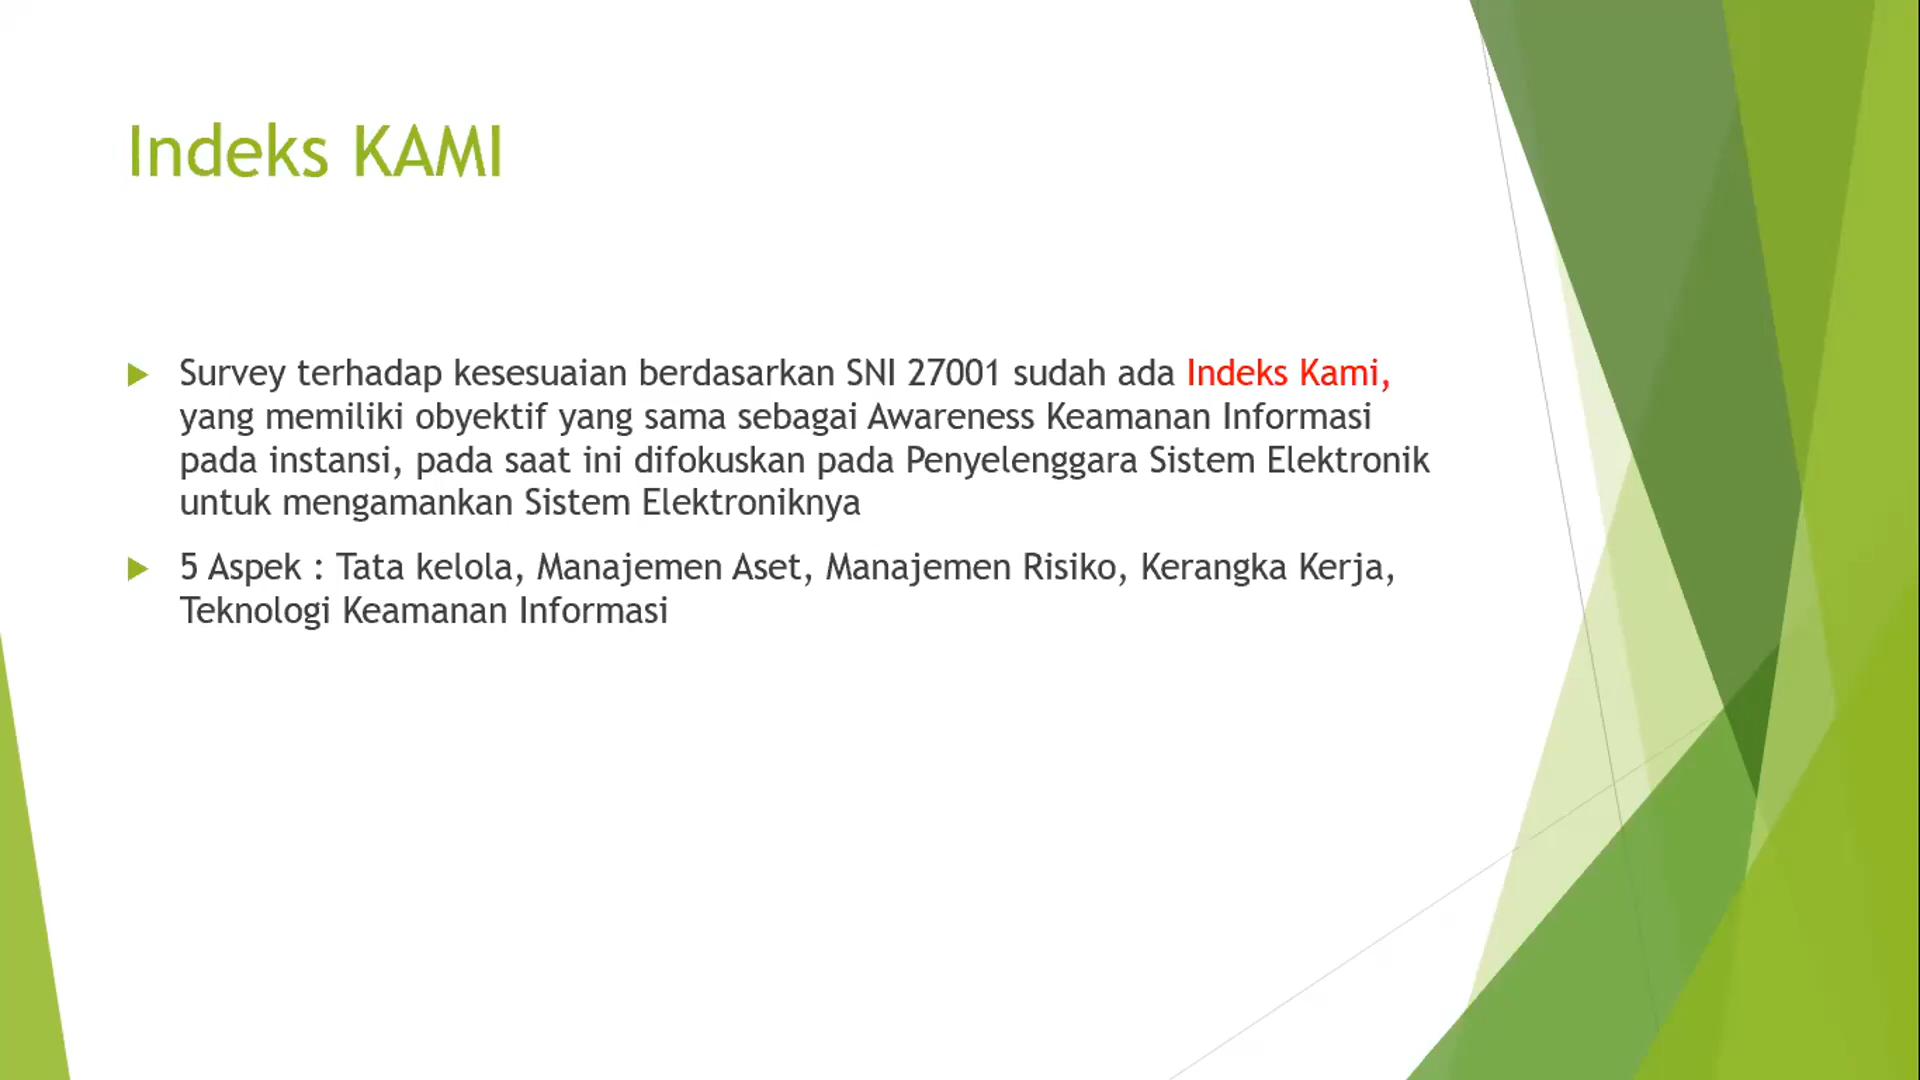 Indeks KAMI
Survey terhadap kesesuaian berdasarkan SNI 27001 sudah ada Indeks Kami,
yang memiliki obyektif yang sama sebagai Awareness Keamanan Informasi
pada instansi, pada saat ini difokuskan pada Penyelenggara Sistem Elektronik
untuk mengamankan Sistem Elektroniknya
5 Aspek : Tata kelola, Manajemen Aset, Manajemen Risiko, Kerangka Kerja,
Teknologi Keamanan Informasi